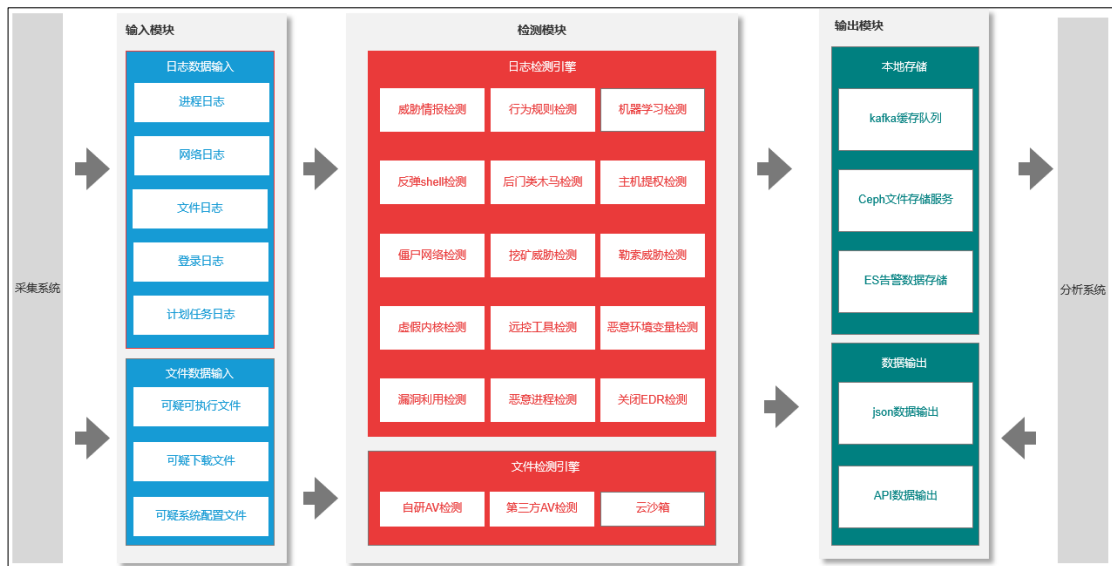 采集系统
输入模块
日志数据输入
进程日志
网络日志
文件日志
登录日志
计划任务日志
文件数据输入
可疑可执行文件
可疑下载文件
可疑系统配置文件
检测模块
日志检测引擎
威胁情报检测
行为规则检测
机器学习检测
反弹shell检测
后门类木马检测
主机提权检测
僵尸网络检测
挖矿威胁检测
勒索威胁检测
虚假内核检测
远控工具检测
恶意环境变量检测
漏洞利用检测
恶意进程检测
关闭EDR检测
文件检测引擎
自研AV检测
第三方AV检测
云沙箱
输出模块
本地存储
kafka缓存队列
Ceph文件存储服务
ES告警数据存储
数据输出
json数据输出
API数据输出
分析系统